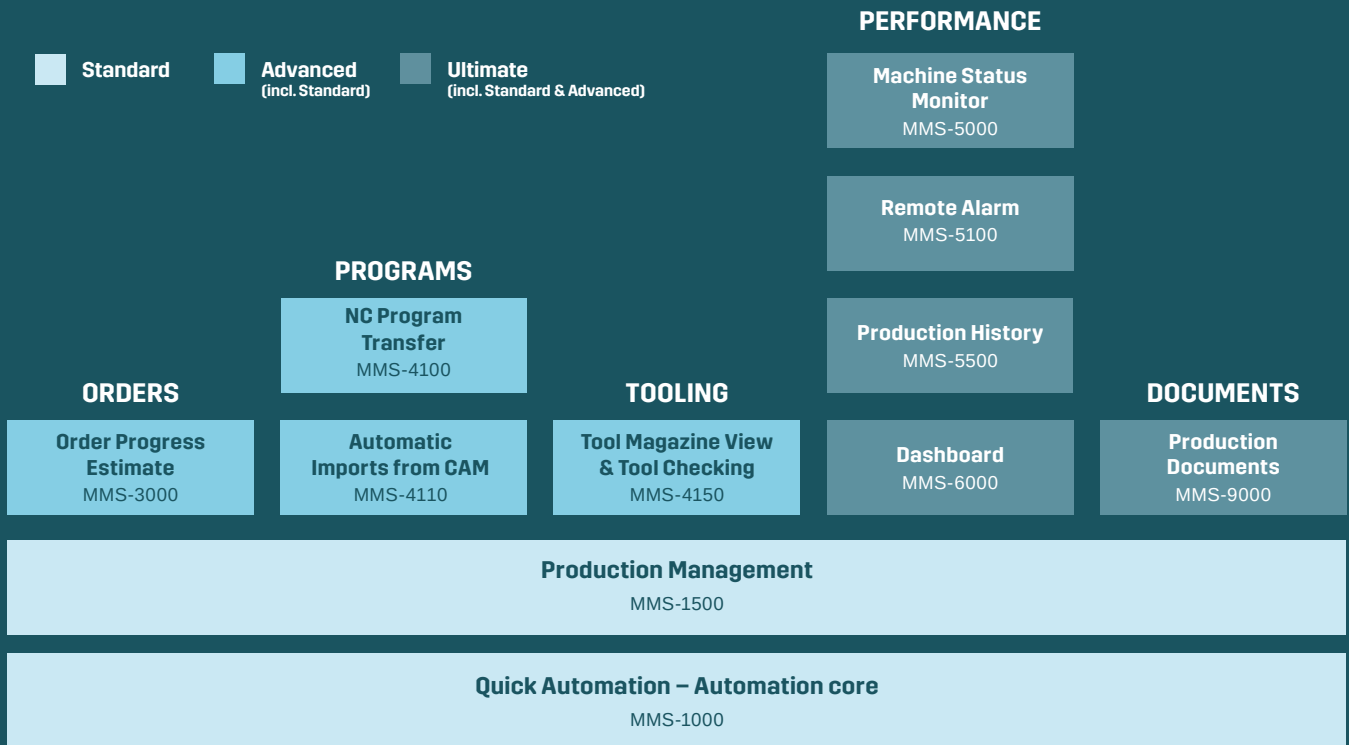 PERFORMANCE
Standard
Advanced
(incl. Standard)
Ultimate
(incl. Standard & Advanced)
Machine Status
Monitor
MMS-5000
Remote Alarm
MMS-5100
PROGRAMS
NC Program
Transfer
MMS-4100
Production History
MMS-5500
ORDERS
TOOLING
DOCUMENTS
Order Progress
Estimate
MMS-3000
Automatic
Imports from CAM
MMS-4110
Tool Magazine View
& Tool Checking
MMS-4150
Dashboard
MMS-6000
Production
Documents
MMS-9000
Production Management
MMS-1500
Quick Automation – Automation core
MMS-1000